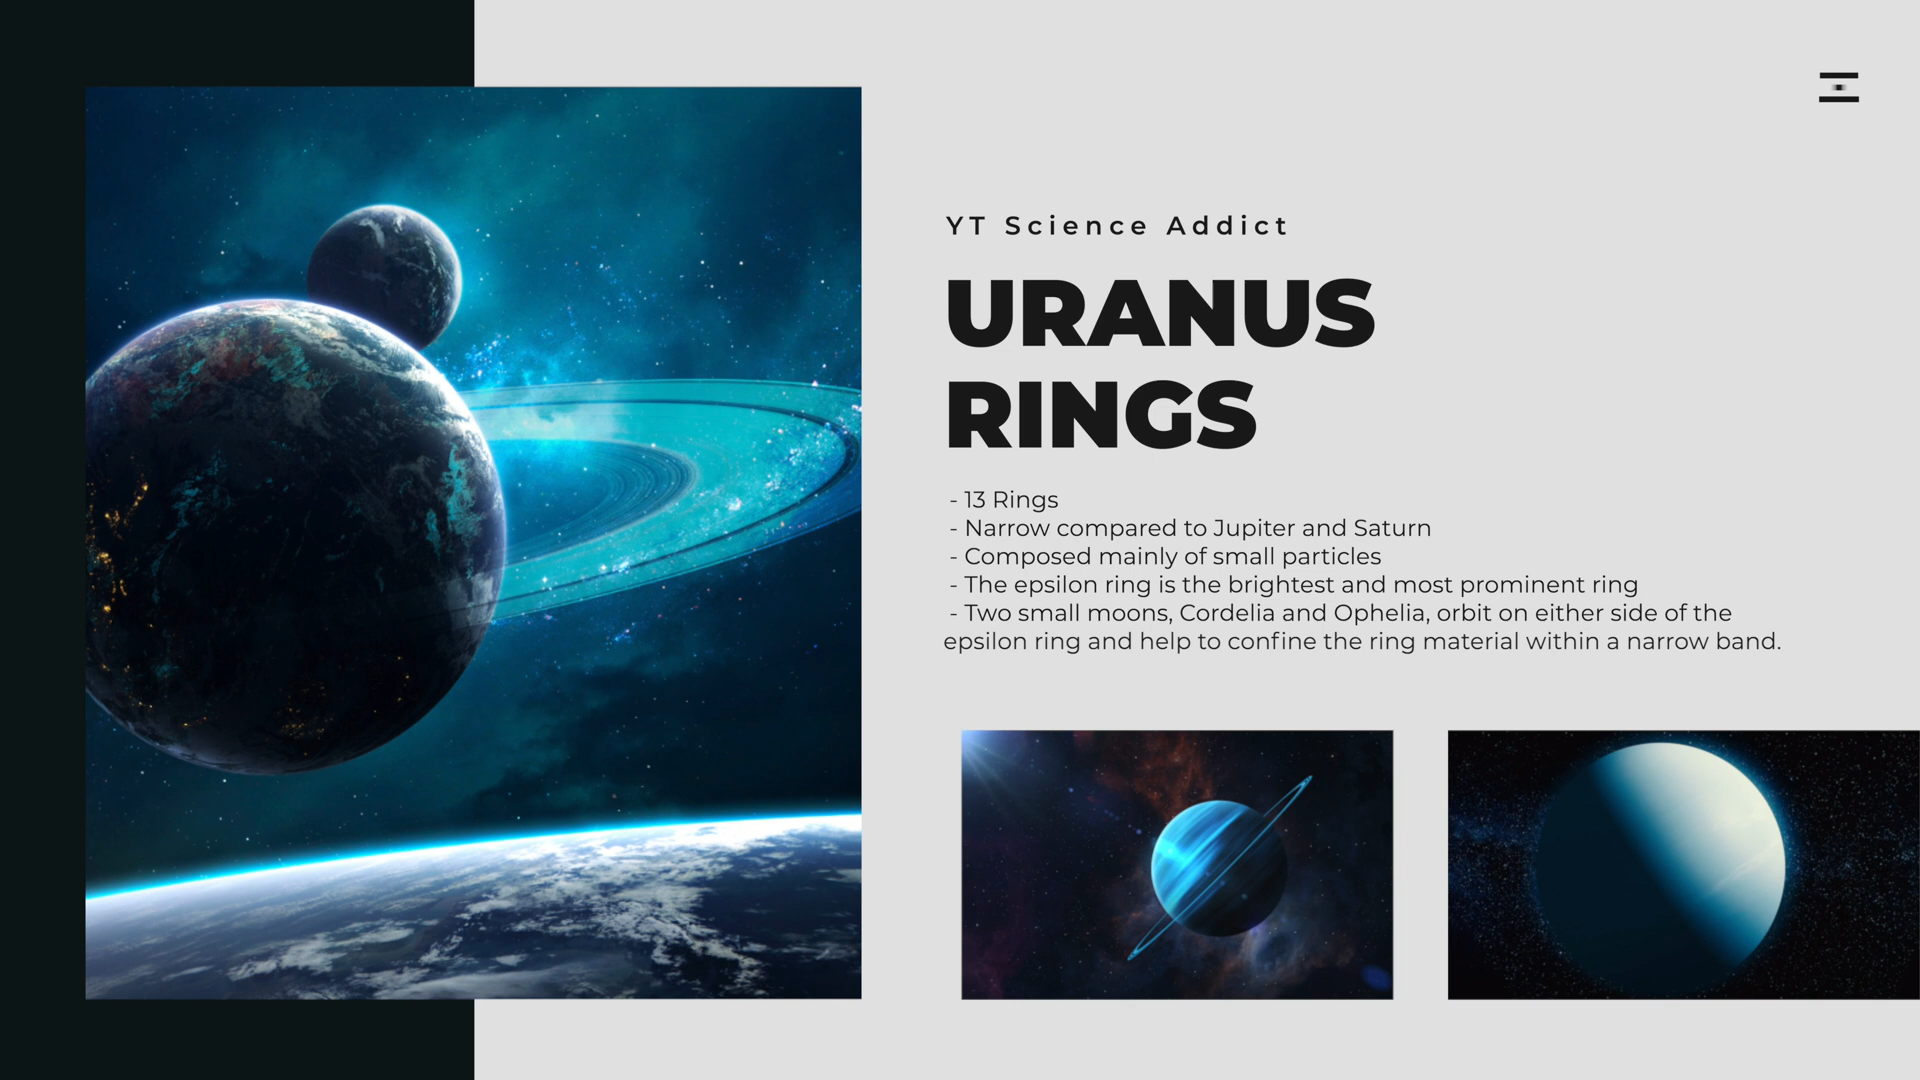 YT Science Addict
URANUS
RINGS
- 13 Rings
- Narrow compared to Jupiter and Saturn
- Composed mainly of small particles
- The epsilon ring is the brightest and most prominent ring
- Two small moons, Cordelia and Ophelia, orbit on either side of the
epsilon ring and help to confine the ring material within a narrow band.